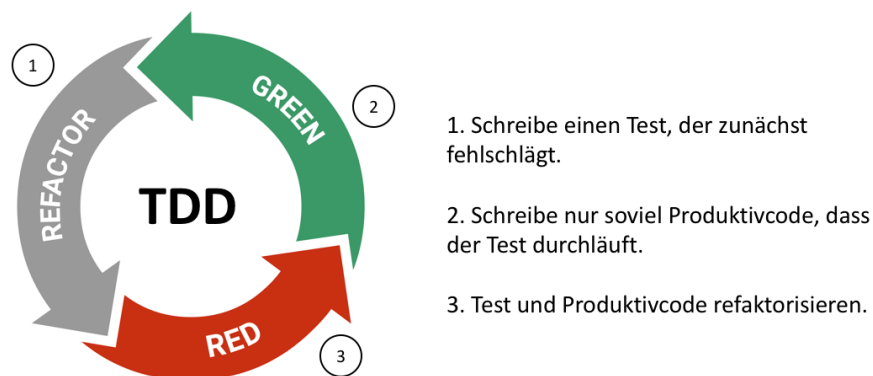 1
REFACTOR
GREEN
2
TDD
RED
3
1. Schreibe einen Test, der zunächst
fehlschlägt.
2. Schreibe nur soviel Produktivcode, dass
der Test durchläuft.
3. Test und Produktivcode refaktorisieren.